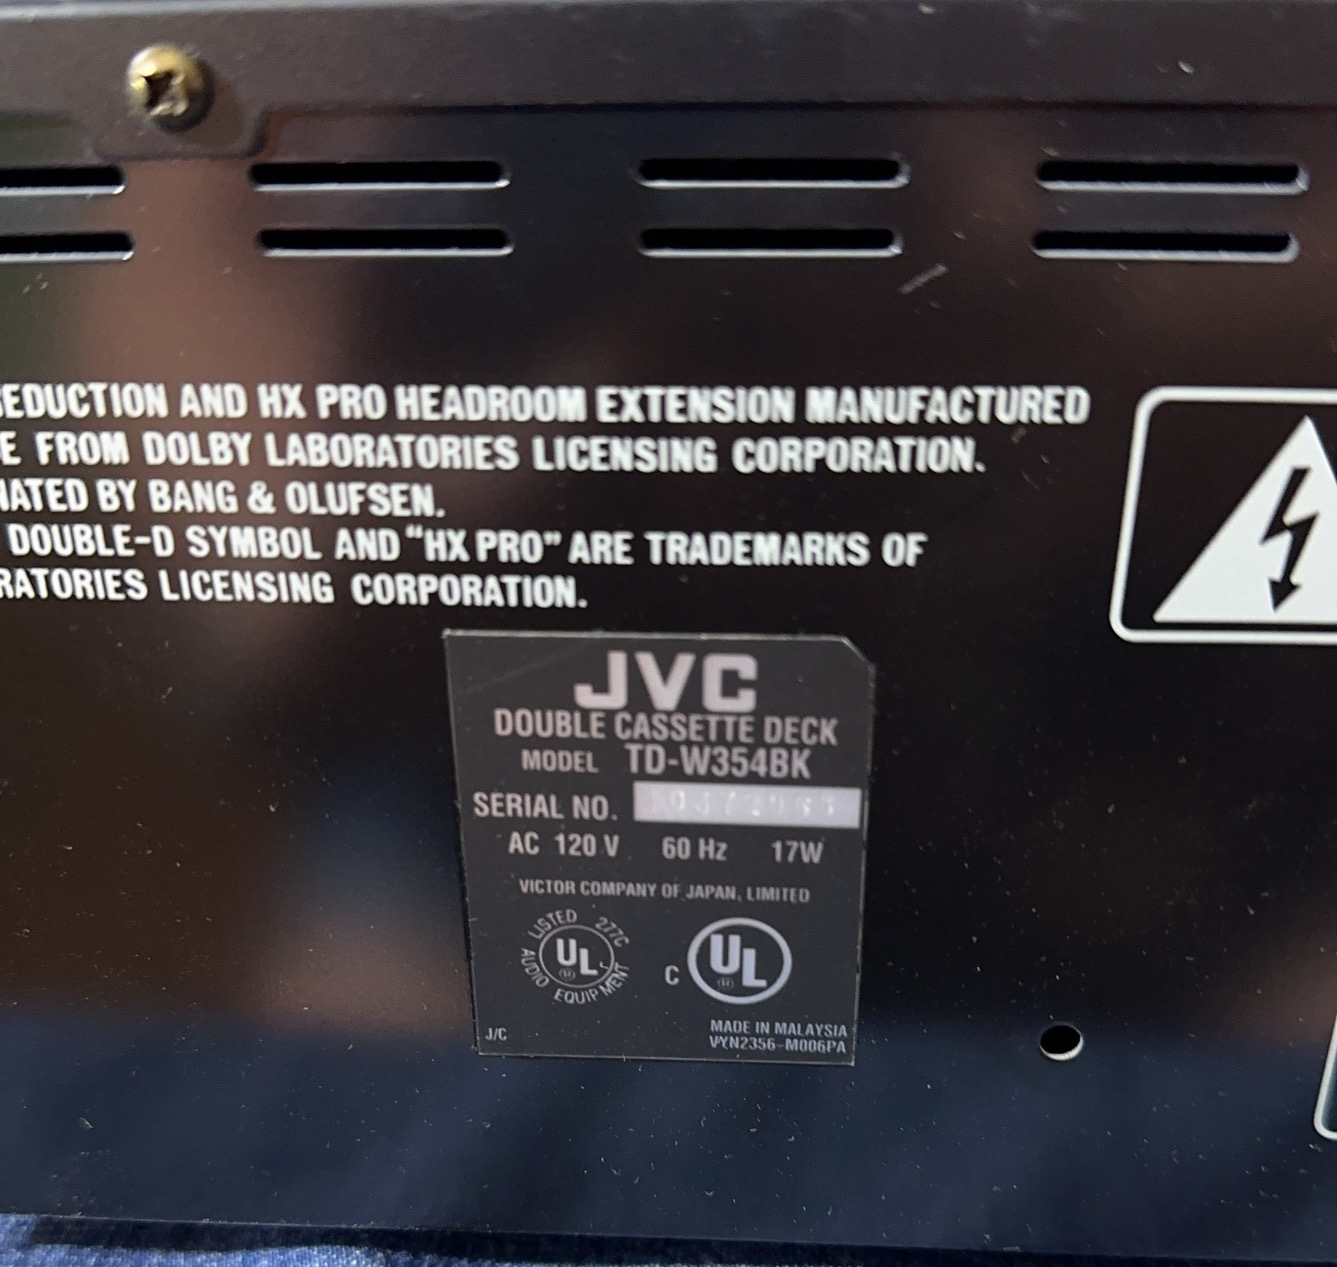 EDUCTION AND HX PRO HEADROOM EXTENSION MANUFACTURED
E FROM DOLBY LABORATORIES LICENSING CORPORATION.
NATED BY BANG & OLUFSEN.
DOUBLE-D SYMBOL AND "HX PRO" ARE TRADEMARKS OF
RATORIES LICENSING CORPORATION.
JVC
DOUBLE CASSETTE DECK
MODEL TD-W354BK
SERIAL NO.
AC 120 V 60 Hz 17W
VICTOR COMPANY OF JAPAN, LIMITED
LISTED 277C
UL
AUDIO EQUIPMENT
C UL
J/C
MADE IN MALAYSIA
VYN2356-M006PA